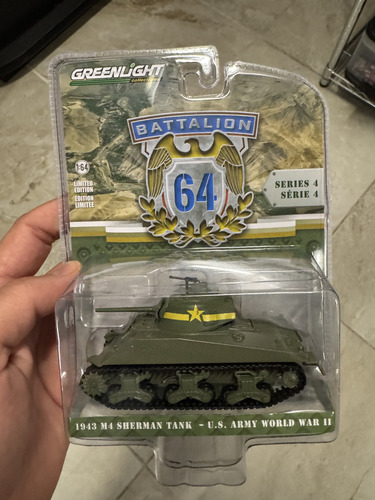 GREENLIGHT
collectibles
BATTALION
64
1:64
LIMITED
EDITION
ÉDITION
LIMITÉE
SERIES 4
SÉRIE 4
1943 M4 SHERMAN TANK - U.S. ARMY WORLD WAR II